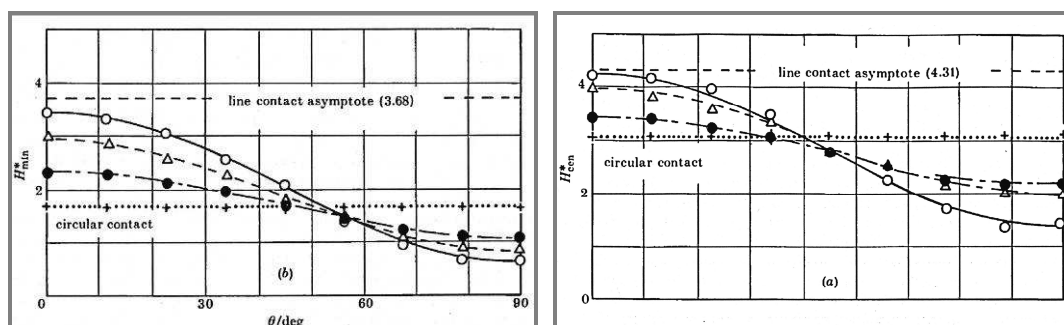 4
line contact asymptote (3.68)
H*min
2
circular contact
(b)
0
0
30
60
90
θ/deg
4
line contact asymptote (4.31)
H*cen
circular contact
2
(a)
0